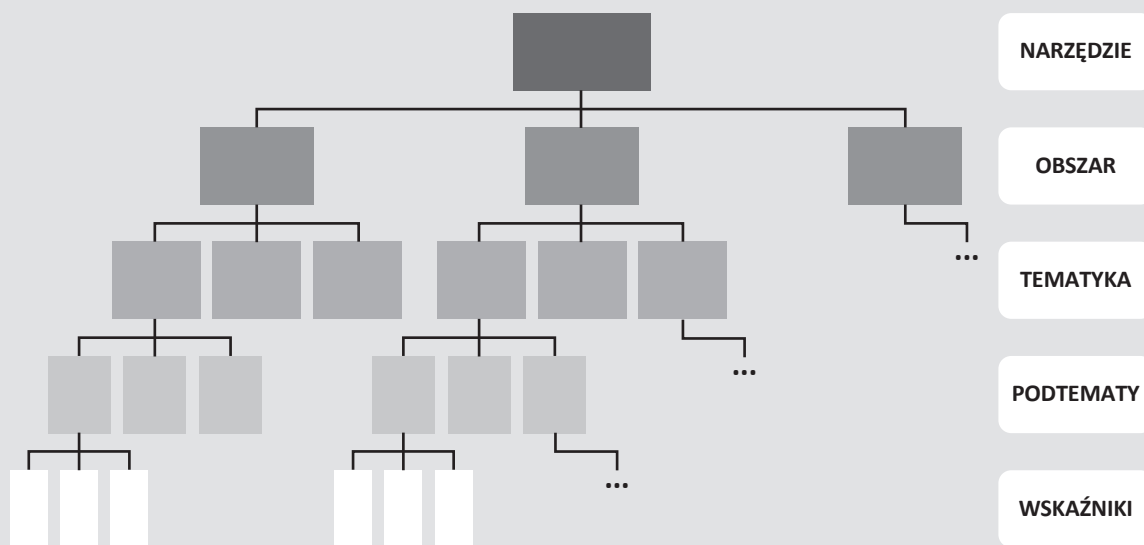 NARZĘDZIE
OBSZAR
...
TEMATYKA
...
PODTEMATY
...
WSKAŹNIKI